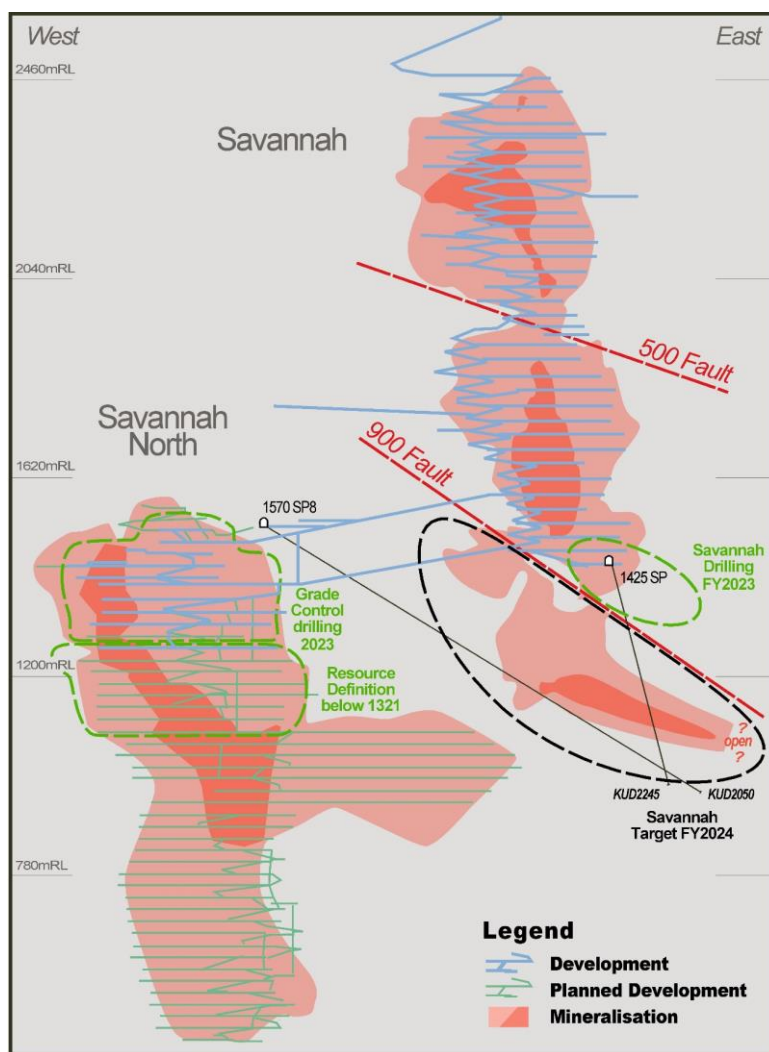 West
East
2460mRL
Savannah
2040mRL
500 Fault
Savannah
North
900 Fault
1620mRL
1570 SP8
Savannah
Drilling
FY2023
1425 SP
Grade
Control
drilling
2023
1200mRL
Resource
Definition
below 1321
?
open
?
KUD2245
KUD2050
Savannah
Target FY2024
780mRL
Legend
Development
Planned Development
Mineralisation